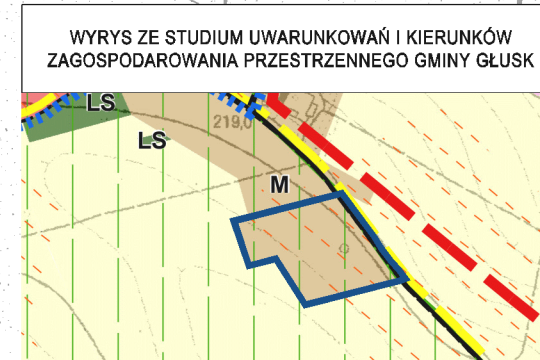 WYRYS ZE STUDIUM UWARUNKOWAŃ I KIERUNKÓW
ZAGOSPODAROWANIA PRZESTRZENNEGO GMINY GŁUSK
LS
219,0
LS
M